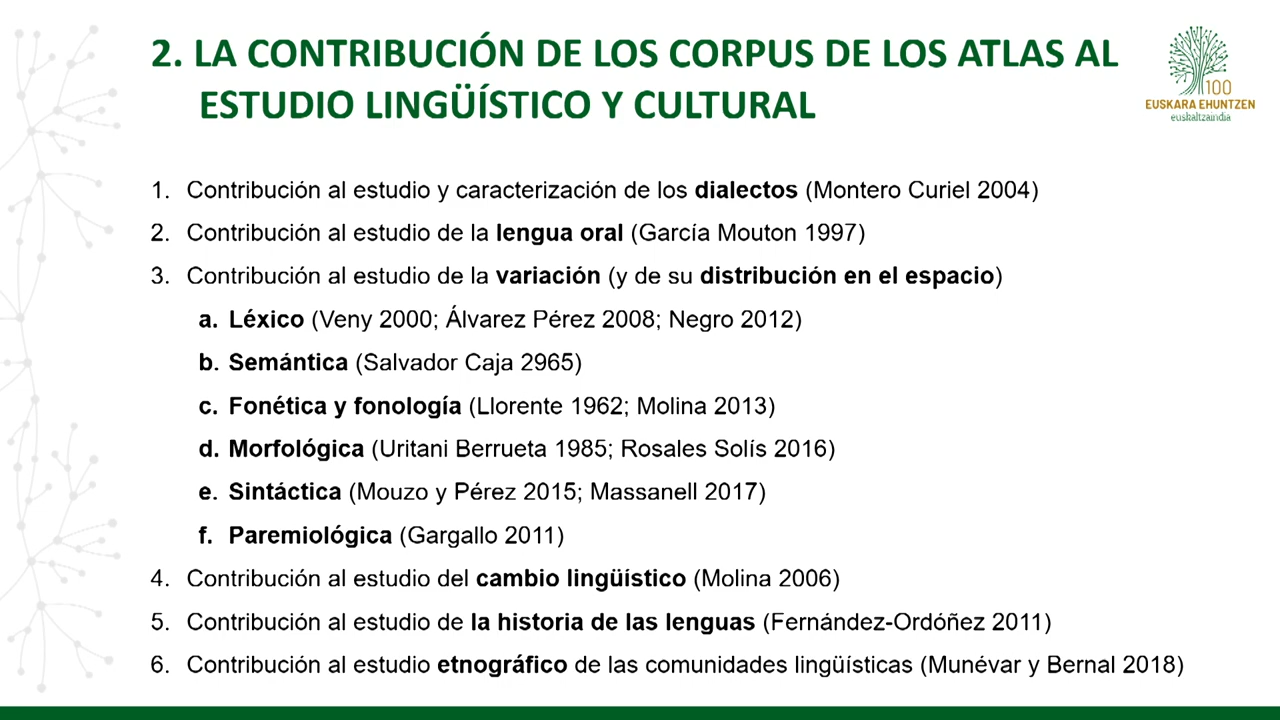 2. LA CONTRIBUCIÓN DE LOS CORPUS DE LOS ATLAS AL
ESTUDIO LINGÜÍSTICO Y CULTURAL
100
EUSKARA EHUNTZEN
euskaltzaindia
1. Contribución al estudio y caracterización de los dialectos (Montero Curiel 2004)
2. Contribución al estudio de la lengua oral (García Mouton 1997)
3. Contribución al estudio de la variación (y de su distribución en el espacio)
a. Léxico (Veny 2000; Álvarez Pérez 2008; Negro 2012)
b. Semántica (Salvador Caja 2965)
c. Fonética y fonología (Llorente 1962; Molina 2013)
d. Morfológica (Uritani Berrueta 1985; Rosales Solís 2016)
e. Sintáctica (Mouzo y Pérez 2015; Massanell 2017)
f. Paremiológica (Gargallo 2011)
4. Contribución al estudio del cambio lingüístico (Molina 2006)
5. Contribución al estudio de la historia de las lenguas (Fernández-Ordóñez 2011)
6. Contribución al estudio etnográfico de las comunidades lingüísticas (Munévar y Bernal 2018)